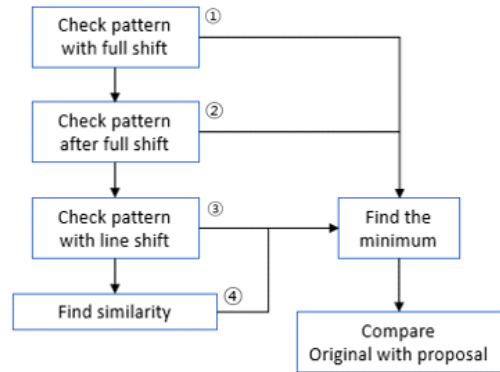 Check pattern
with full shift
①
Check pattern
after full shift
②
Check pattern
with line shift
③
Find similarity
④
Find the
minimum
Compare
Original with proposal